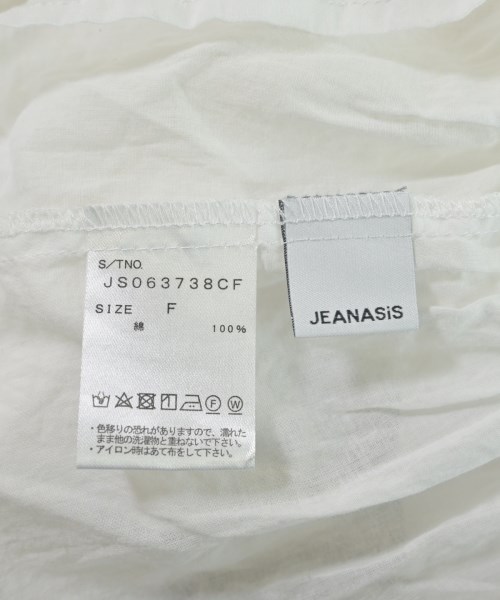 S/TNO.
JS063738CF
SIZE F
綿 100%
Ⓕ Ⓦ
・色移りの恐れがありますので、濡れた
まま他の洗濯物と重ねないで下さい。
・アイロン時はあて布をして下さい。
JEANASiS